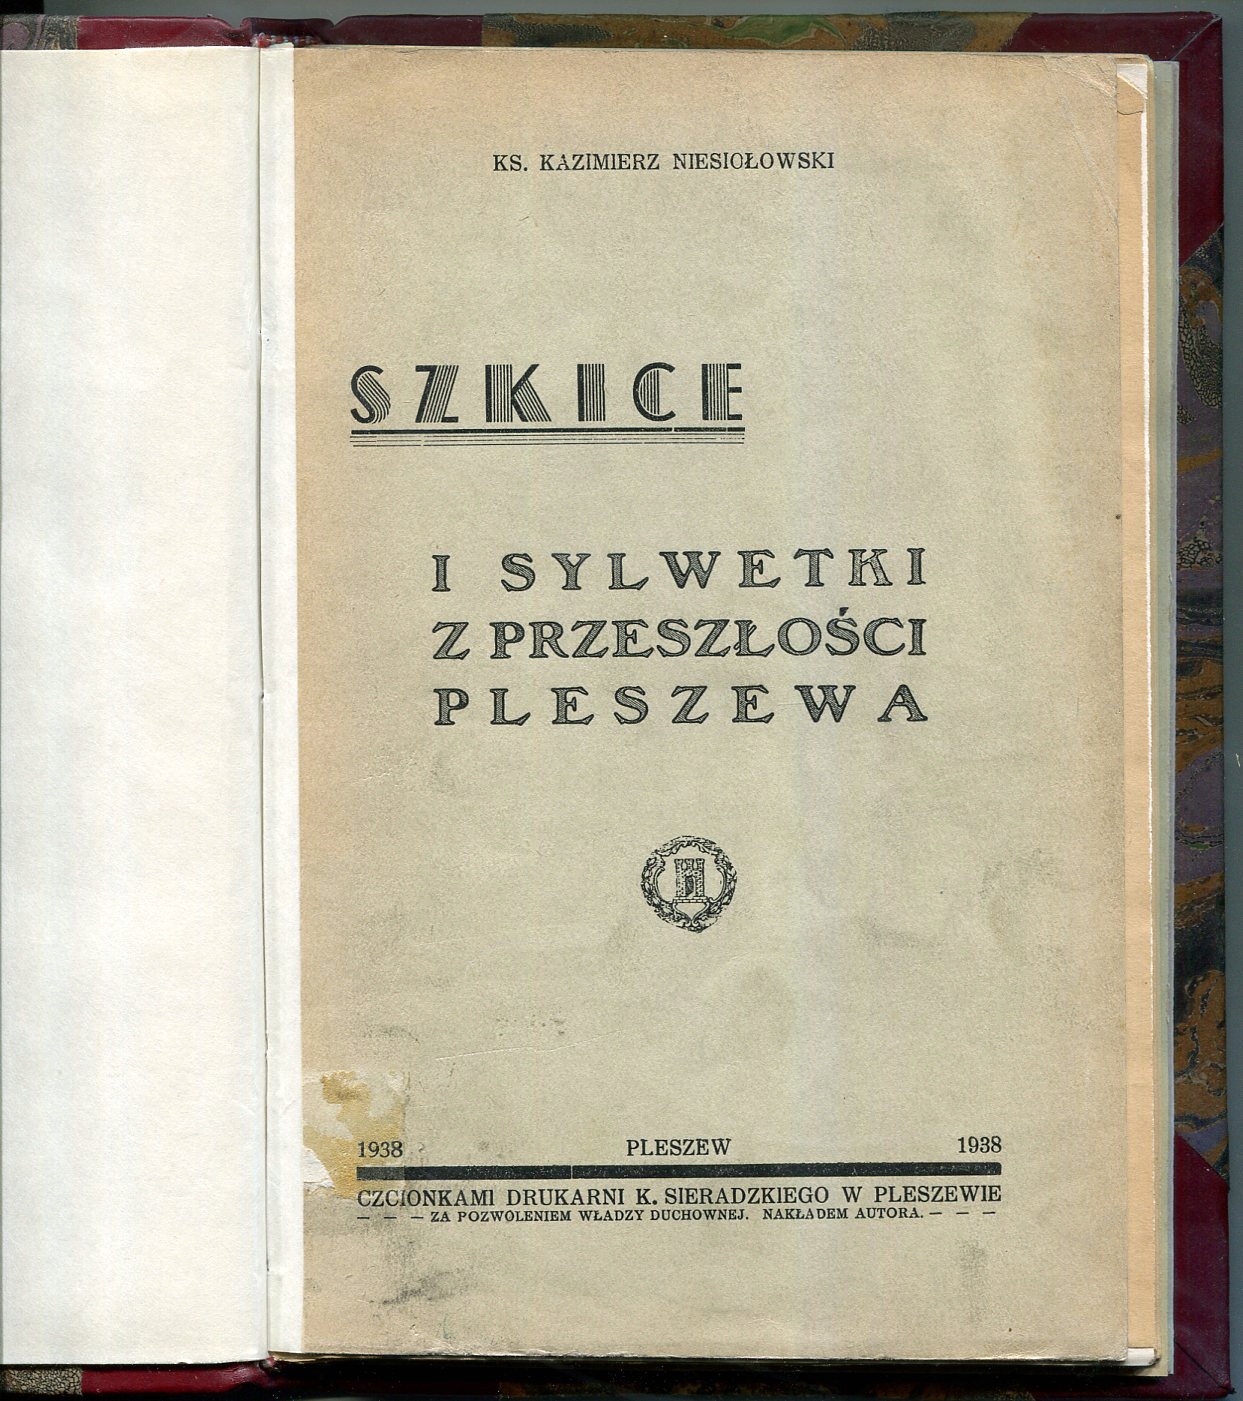 KS. KAZIMIERZ NIESIOŁOWSKI
SZKICE
I SYLWETKI
Z PRZESZŁOŚCI
PLESZEWA
1938 PLESZEW 1938
CZCIONKAMI DRUKARNI K. SIERADZKIEGO W PLESZEWIE
— — — ZA POZWOLENIEM WŁADZY DUCHOWNEJ. NAKŁADEM AUTORA. — — —